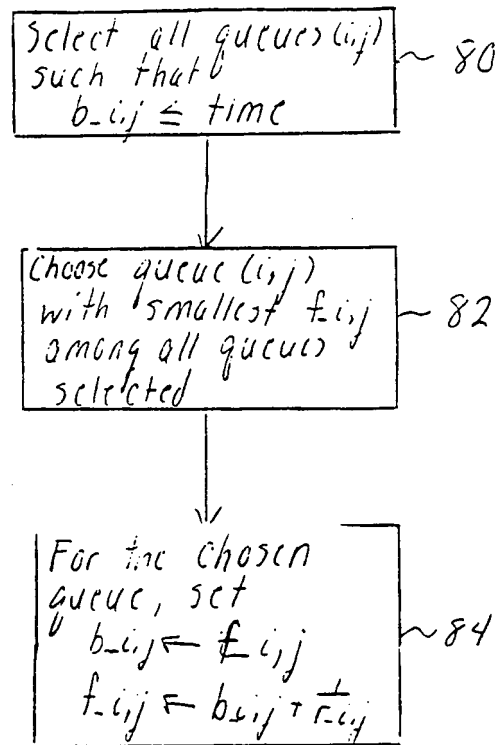 Select all queues(i,j)
such that
b_i,j ≤ time
~ 80
Choose queue (i,j)
with smallest f_i,j
among all queues
selected
~ 82
For the chosen
queue, set
b_i,j ← f_i,j
f_i,j ← b_i,j + 1/r_i,j
~ 84